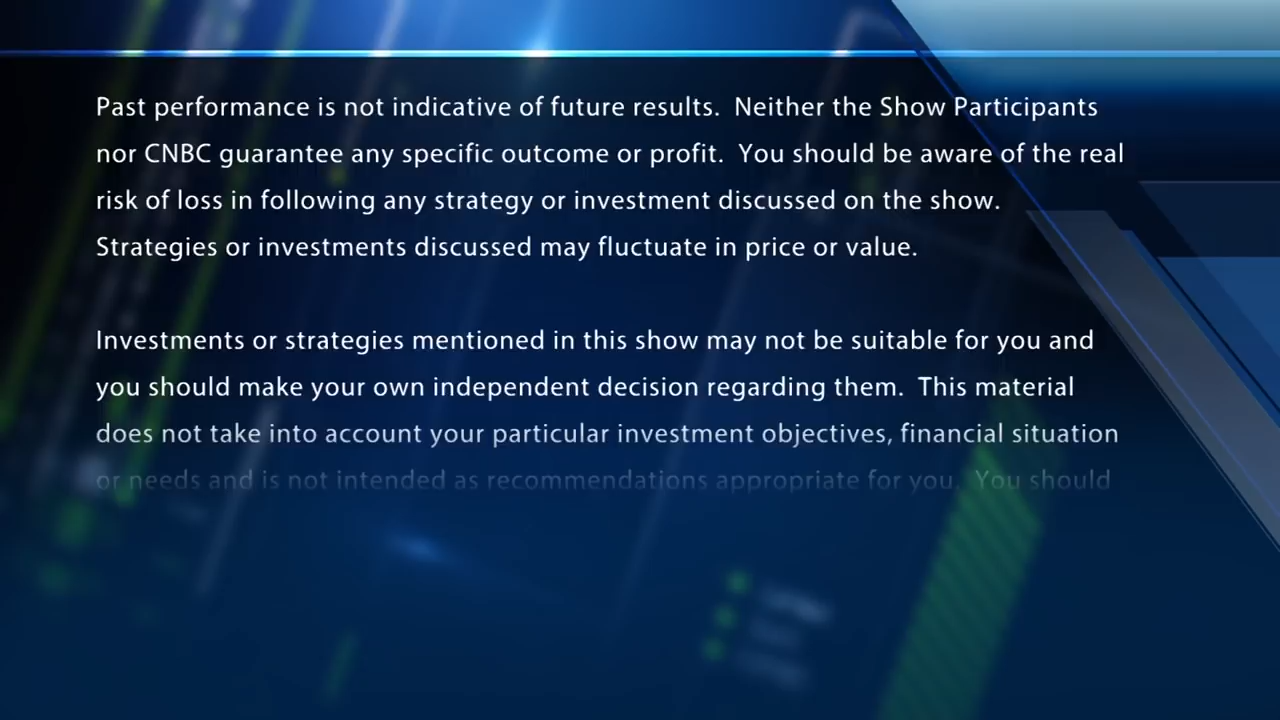 Past performance is not indicative of future results.  Neither the Show Participants
nor CNBC guarantee any specific outcome or profit.  You should be aware of the real
risk of loss in following any strategy or investment discussed on the show.
Strategies or investments discussed may fluctuate in price or value.
Investments or strategies mentioned in this show may not be suitable for you and
you should make your own independent decision regarding them.  This material
does not take into account your particular investment objectives, financial situation
or needs and is not intended as recommendations appropriate for you.  You should